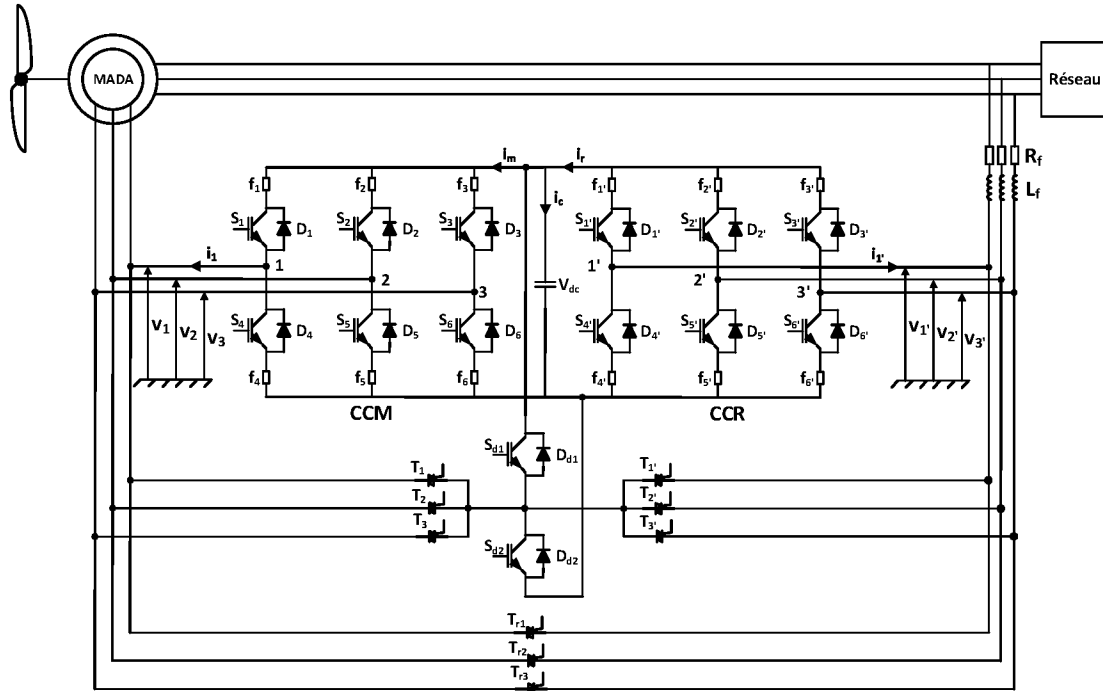 MADA
Réseau
R_f
L_f
i_m
i_r
f_1
f_2
f_3
i_c
f_1'
f_2'
f_3'
S_1
D_1
S_2
D_2
S_3
D_3
S_1'
D_1'
S_2'
D_2'
S_3'
D_3'
i_1
1
2
3
V_dc
1'
2'
3'
i_1'
V_1
V_2
V_3
S_4
D_4
S_5
D_5
S_6
D_6
S_4'
D_4'
S_5'
D_5'
S_6'
D_6'
V_1'
V_2'
V_3'
f_4
f_5
f_6
f_4'
f_5'
f_6'
CCM
CCR
S_d1
D_d1
T_1
T_2
T_3
T_1'
T_2'
T_3'
S_d2
D_d2
T_r1
T_r2
T_r3